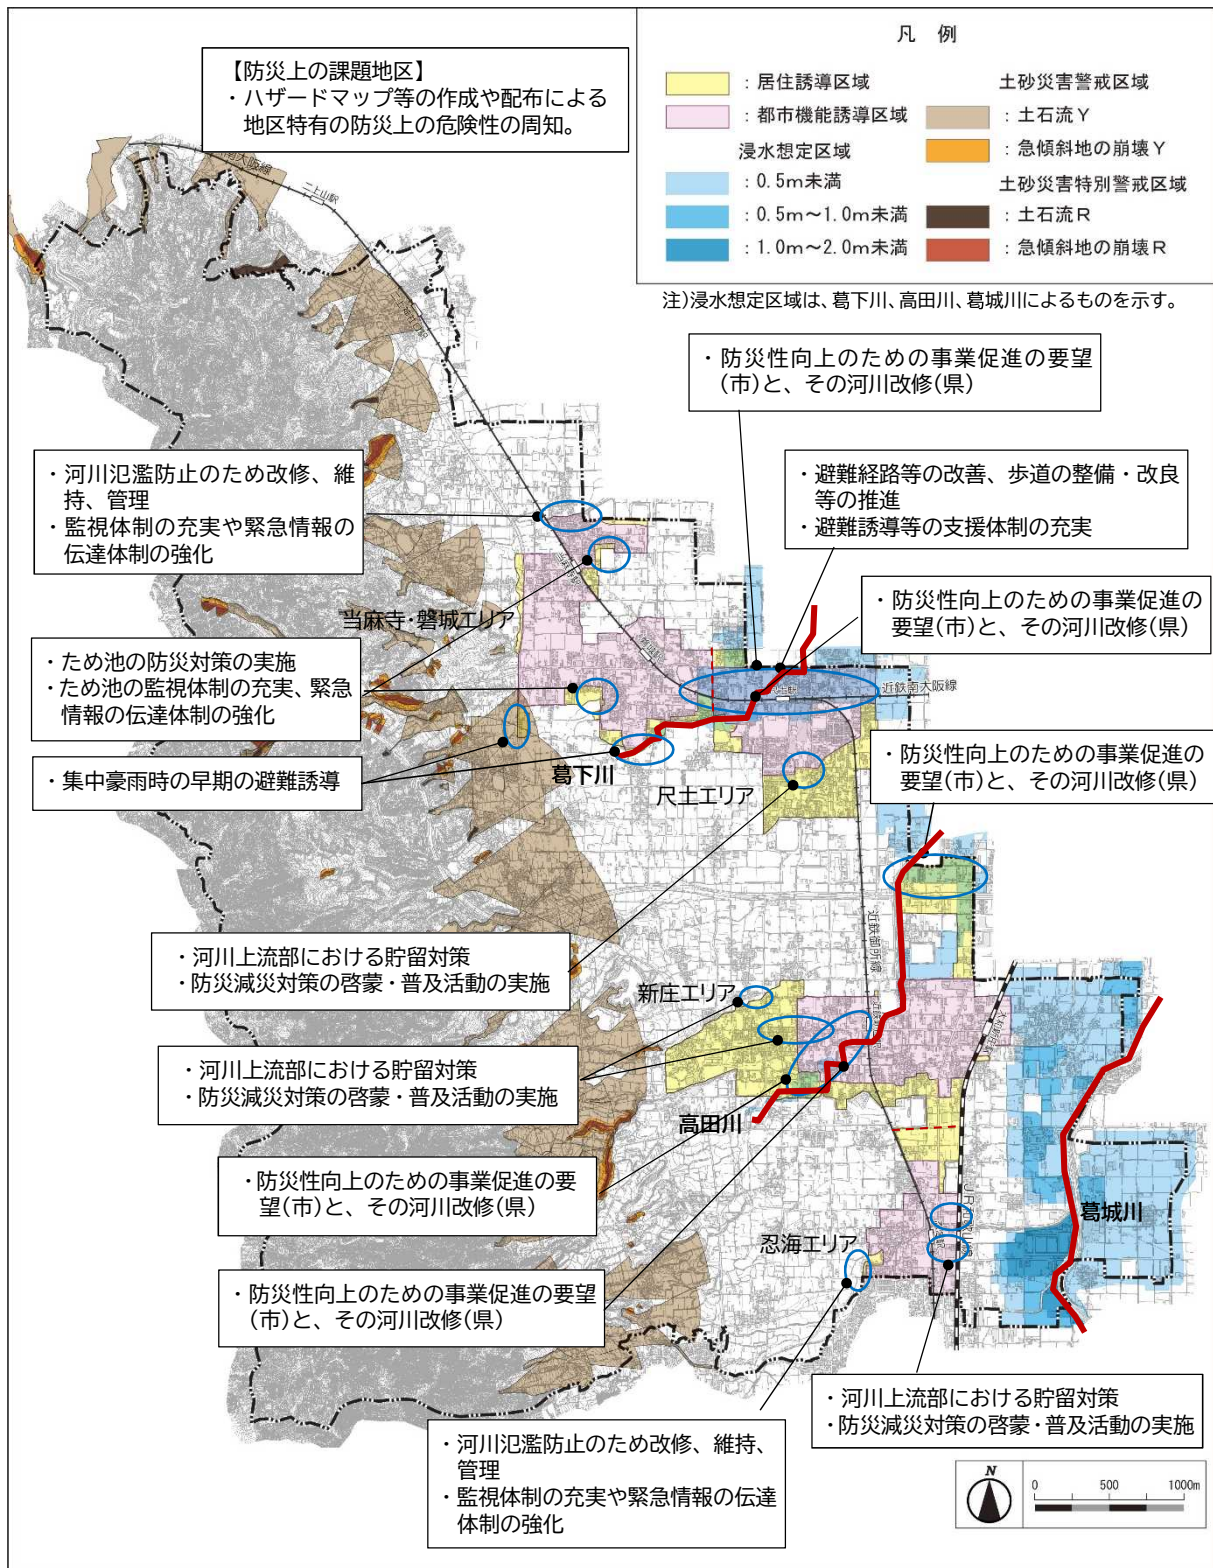 凡 例
：居住誘導区域
：都市機能誘導区域
浸水想定区域
：0.5m未満
：0.5m～1.0m未満
：1.0m～2.0m未満
土砂災害警戒区域
：土石流Y
：急傾斜地の崩壊Y
土砂災害特別警戒区域
：土石流R
：急傾斜地の崩壊R
注)浸水想定区域は、葛下川、高田川、葛城川によるものを示す。
【防災上の課題地区】
・ハザードマップ等の作成や配布による
地区特有の防災上の危険性の周知。
南大阪線
二上山駅
・防災性向上のための事業促進の要望
(市)と、その河川改修(県)
・河川氾濫防止のため改修、維
持、管理
・監視体制の充実や緊急情報の
伝達体制の強化
・避難経路等の改善、歩道の整備・改良
等の推進
・避難誘導等の支援体制の充実
・防災性向上のための事業促進の
要望(市)と、その河川改修(県)
当麻寺・磐城エリア
・ため池の防災対策の実施
・ため池の監視体制の充実、緊急
情報の伝達体制の強化
近鉄南大阪線
・集中豪雨時の早期の避難誘導
葛下川
尺土エリア
・防災性向上のための事業促進の
要望(市)と、その河川改修(県)
近鉄御所線
・河川上流部における貯留対策
・防災減災対策の啓蒙・普及活動の実施
新庄エリア
・河川上流部における貯留対策
・防災減災対策の啓蒙・普及活動の実施
高田川
・防災性向上のための事業促進の要
望(市)と、その河川改修(県)
葛城川
忍海エリア
・防災性向上のための事業促進の要望
(市)と、その河川改修(県)
・河川上流部における貯留対策
・防災減災対策の啓蒙・普及活動の実施
・河川氾濫防止のため改修、維持、
管理
・監視体制の充実や緊急情報の伝達
体制の強化
N
0 500 1000m